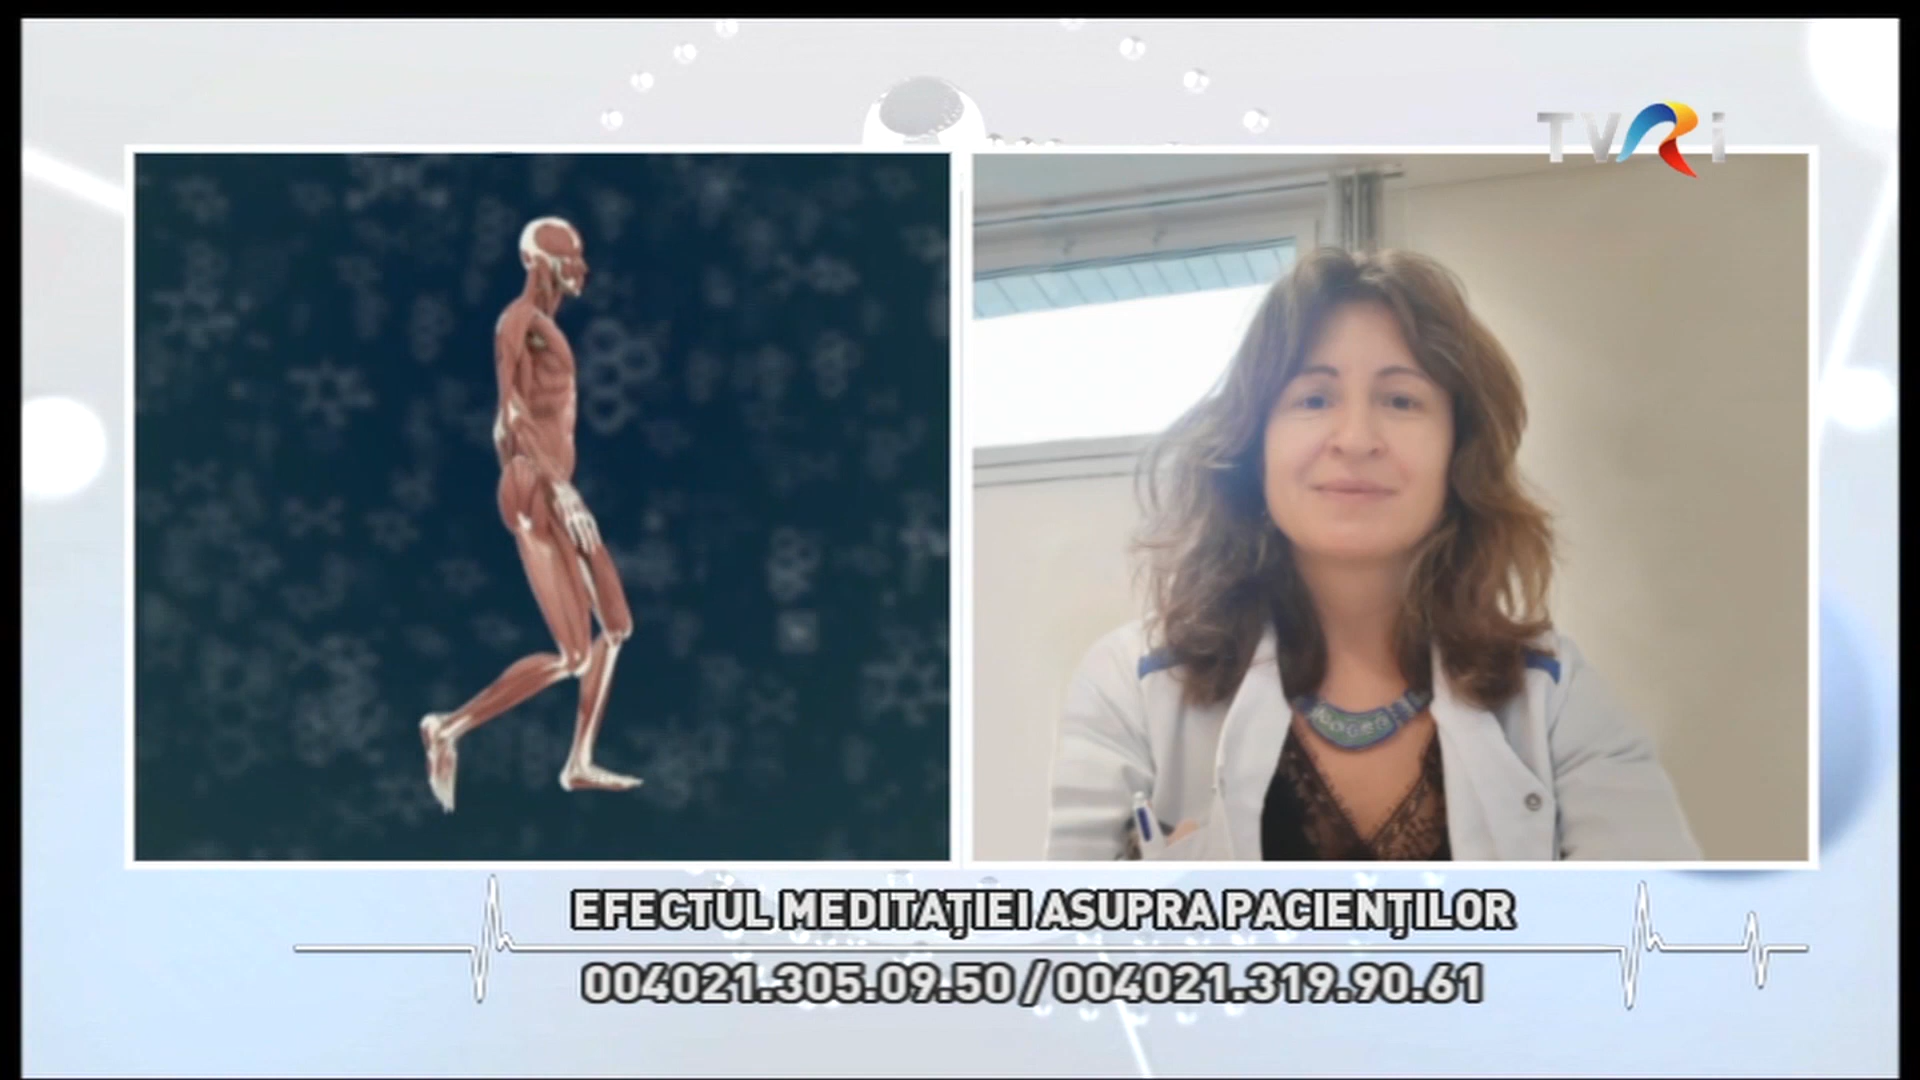 TVRi
EFECTUL MEDITAȚIEI ASUPRA PACIENȚILOR
004021.305.09.50 / 004021.319.90.61